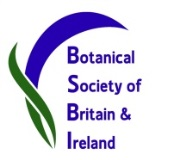 Botanical
Society of
Britain &
Ireland